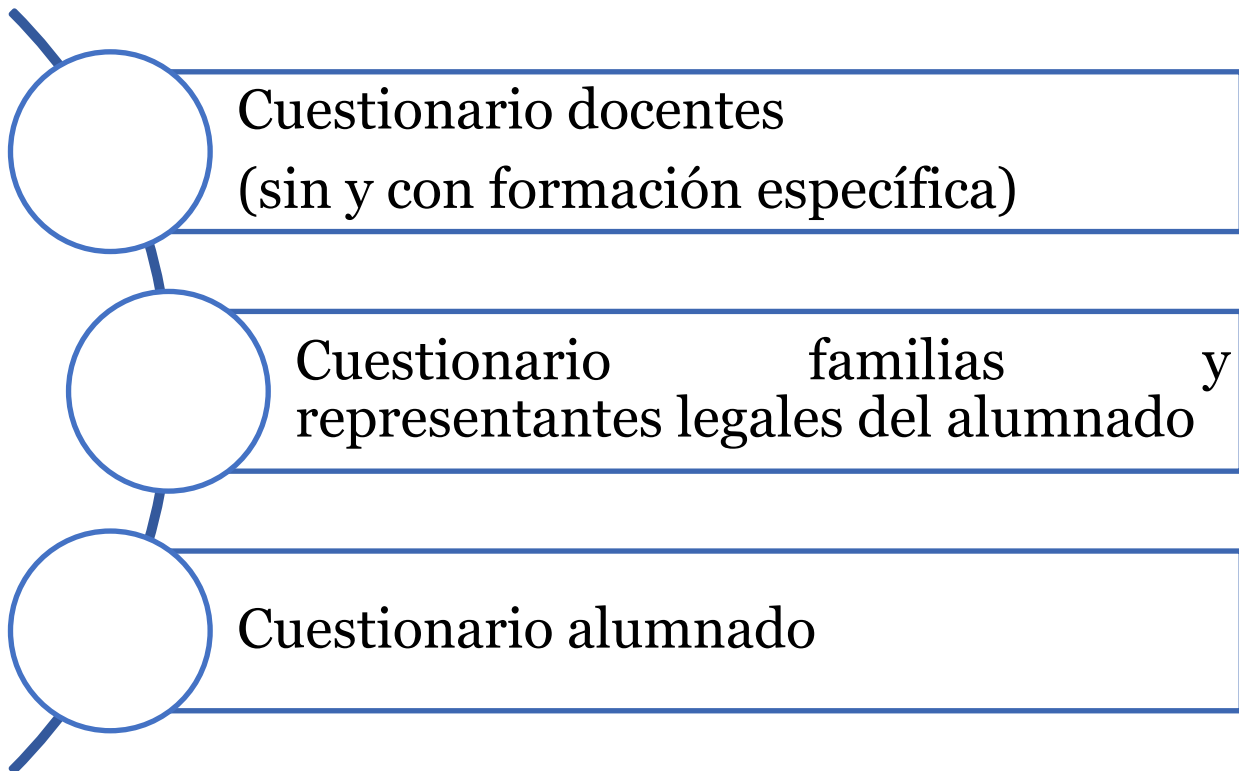 Cuestionario docentes
(sin y con formación específica)
Cuestionario familias y
representantes legales del alumnado
Cuestionario alumnado